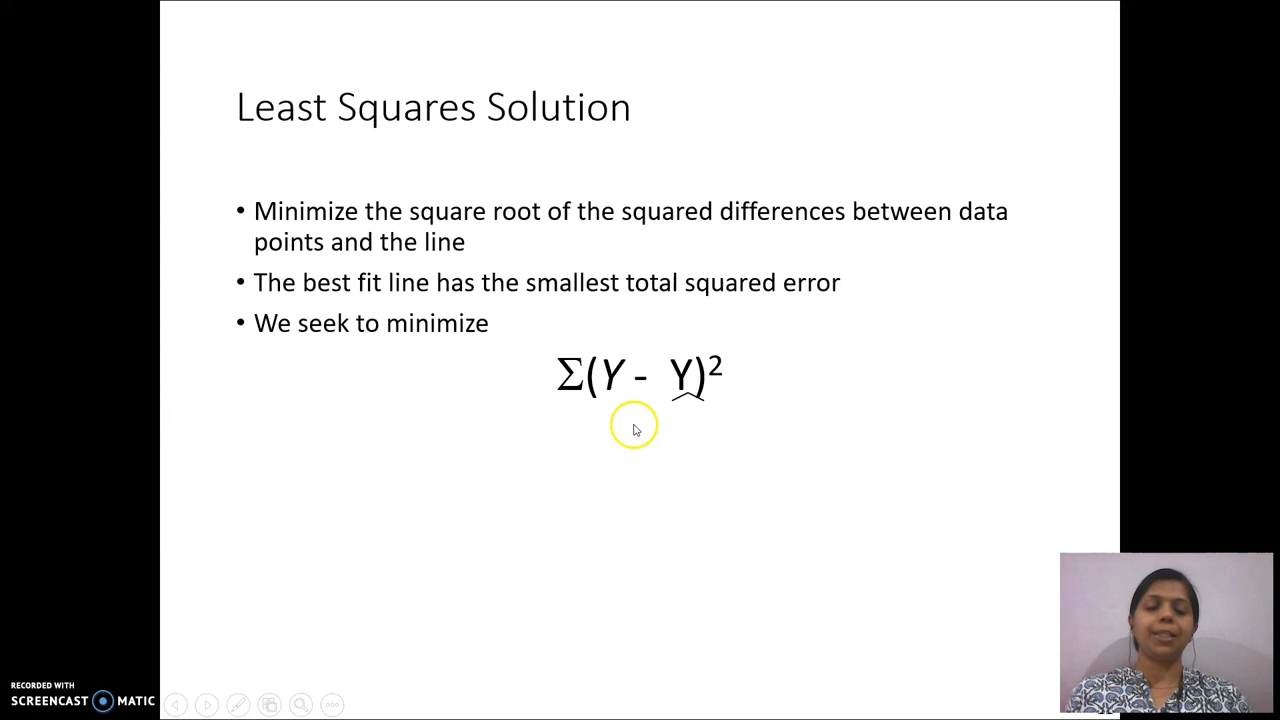 Least Squares Solution
• Minimize the square root of the squared differences between data
points and the line
• The best fit line has the smallest total squared error
• We seek to minimize
Σ(Y - Ŷ)²
RECORDED WITH
SCREENCAST MATIC